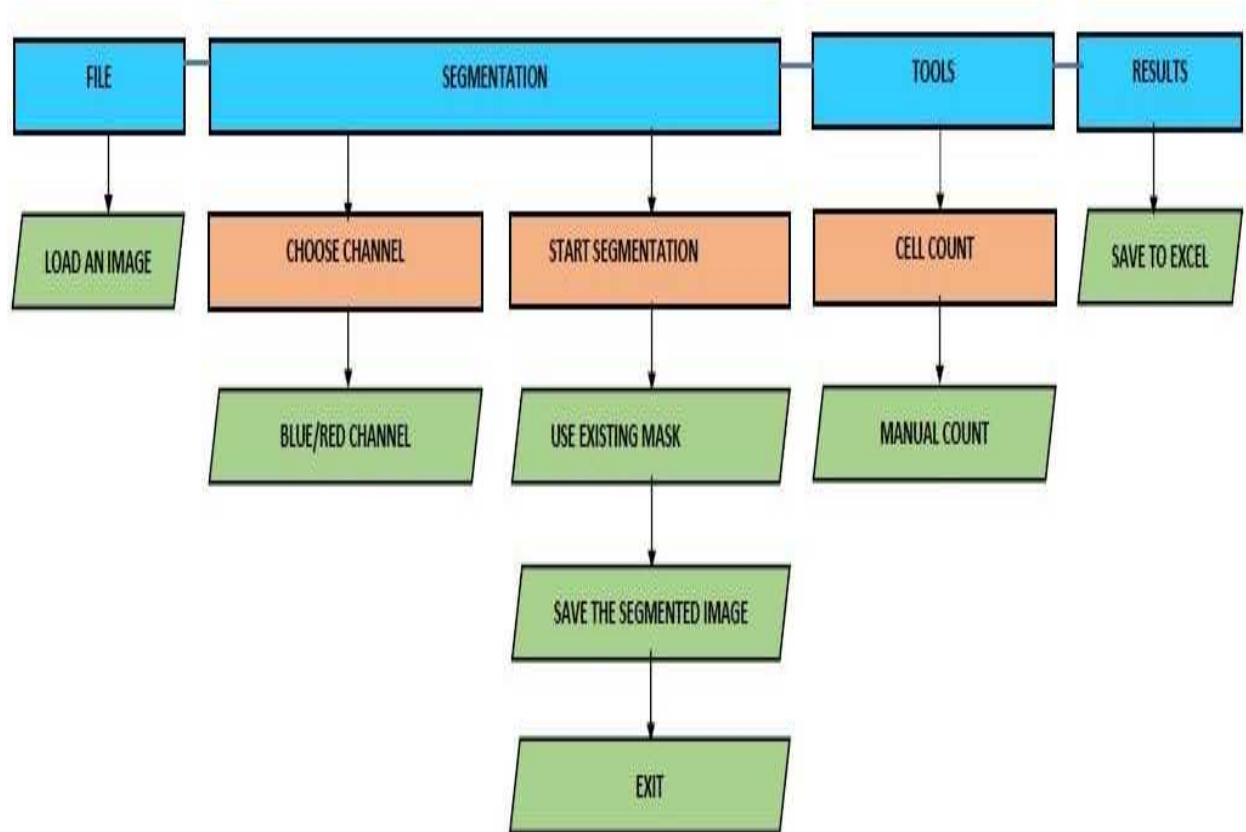 FILE
SEGMENTATION
TOOLS
RESULTS
LOAD AN IMAGE
CHOOSE CHANNEL
START SEGMENTATION
CELL COUNT
SAVE TO EXCEL
BLUE/RED CHANNEL
USE EXISTING MASK
MANUAL COUNT
SAVE THE SEGMENTED IMAGE
EXIT